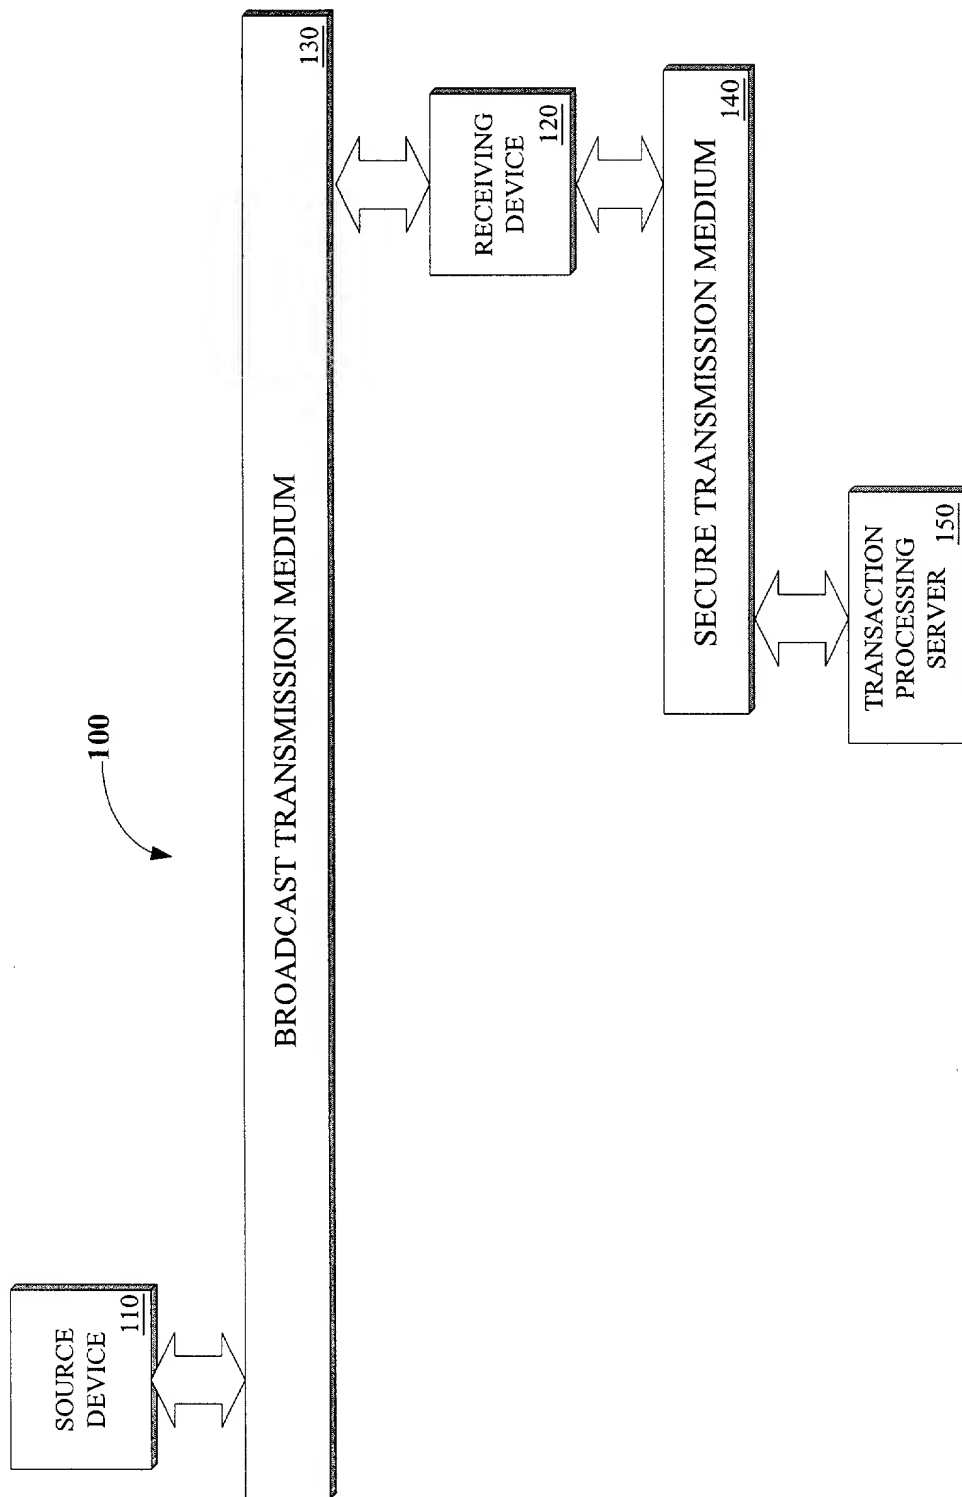 100
SOURCE
DEVICE
110
BROADCAST TRANSMISSION MEDIUM
130
RECEIVING
DEVICE
120
SECURE TRANSMISSION MEDIUM
140
TRANSACTION
PROCESSING
SERVER
150